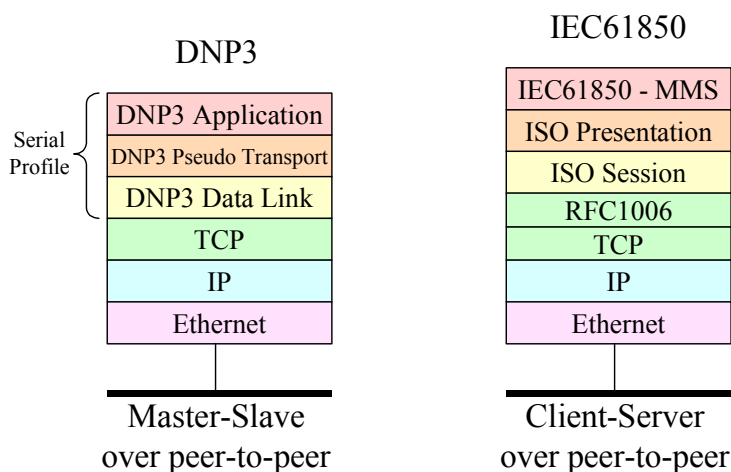 DNP3
Serial
Profile
DNP3 Application
DNP3 Pseudo Transport
DNP3 Data Link
TCP
IP
Ethernet
Master-Slave
over peer-to-peer
IEC61850
IEC61850 - MMS
ISO Presentation
ISO Session
RFC1006
TCP
IP
Ethernet
Client-Server
over peer-to-peer